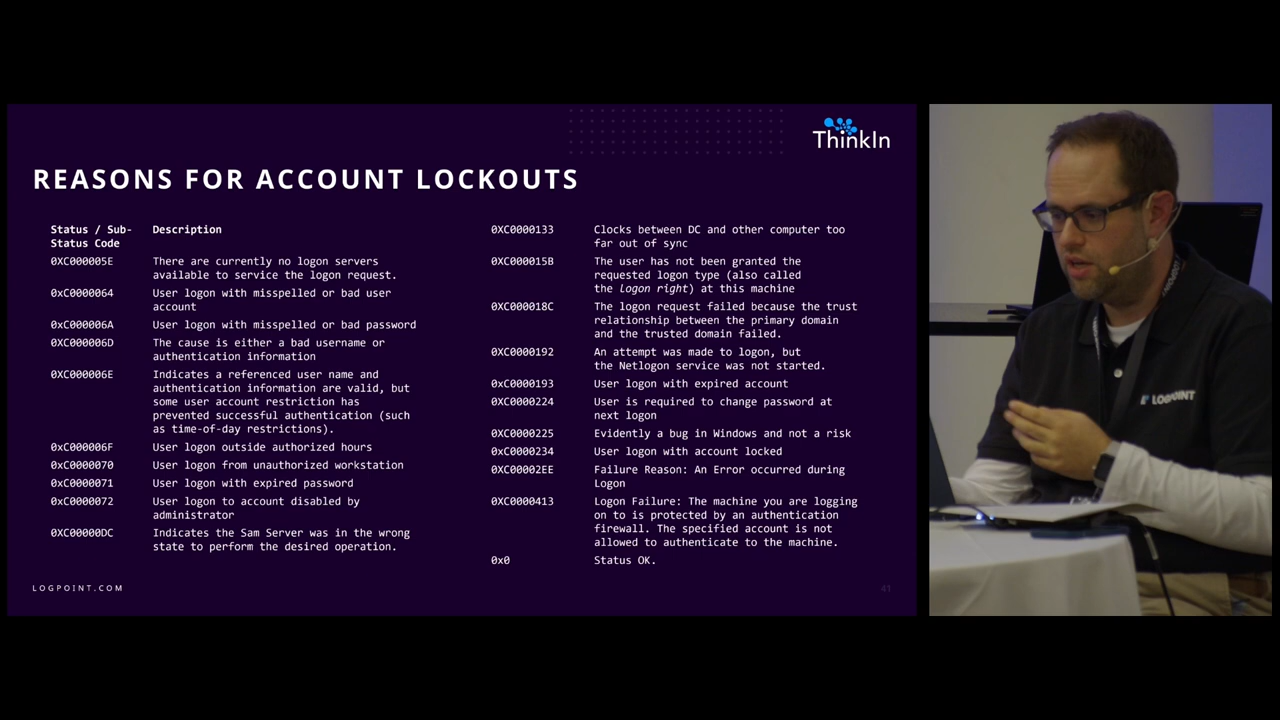 ThinkIn
REASONS FOR ACCOUNT LOCKOUTS
Status / Sub-
Status Code
Description
0XC000005E
There are currently no logon servers
available to service the logon request.
0xC0000064
User logon with misspelled or bad user
account
0xC000006A
User logon with misspelled or bad password
0XC000006D
The cause is either a bad username or
authentication information
0XC000006E
Indicates a referenced user name and
authentication information are valid, but
some user account restriction has
prevented successful authentication (such
as time-of-day restrictions).
0xC000006F
User logon outside authorized hours
0xC0000070
User logon from unauthorized workstation
0xC0000071
User logon with expired password
0xC0000072
User logon to account disabled by
administrator
0XC00000DC
Indicates the Sam Server was in the wrong
state to perform the desired operation.
0XC0000133
Clocks between DC and other computer too
far out of sync
0XC000015B
The user has not been granted the
requested logon type (also called
the logon right) at this machine
0XC000018C
The logon request failed because the trust
relationship between the primary domain
and the trusted domain failed.
0XC0000192
An attempt was made to logon, but
the Netlogon service was not started.
0xC0000193
User logon with expired account
0XC0000224
User is required to change password at
next logon
0XC0000225
Evidently a bug in Windows and not a risk
0xC0000234
User logon with account locked
0XC00002EE
Failure Reason: An Error occurred during
Logon
0XC0000413
Logon Failure: The machine you are logging
on to is protected by an authentication
firewall. The specified account is not
allowed to authenticate to the machine.
0x0
Status OK.
LOGPOINT.COM
41
LOGPOINT